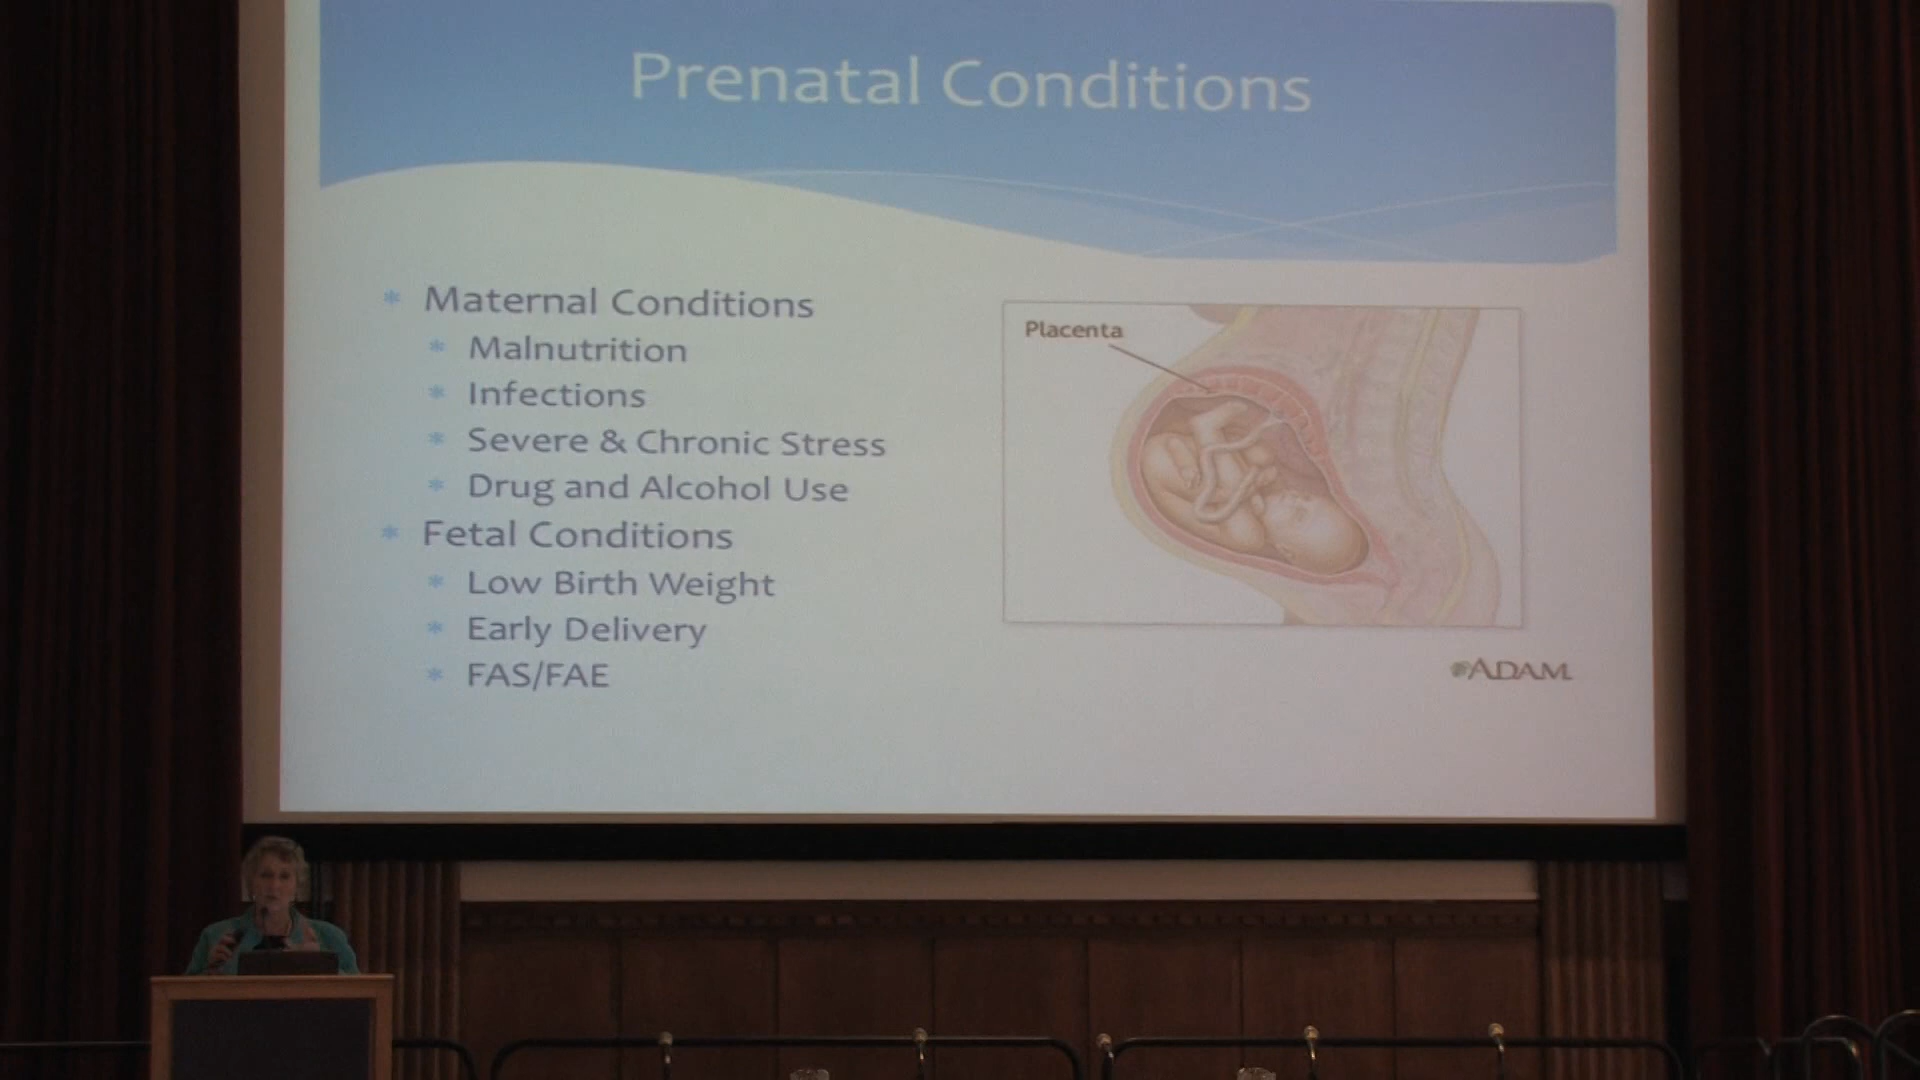 Prenatal Conditions
Maternal Conditions
Malnutrition
Infections
Severe & Chronic Stress
Drug and Alcohol Use
Fetal Conditions
Low Birth Weight
Early Delivery
FAS/FAE
Placenta
ADAM.